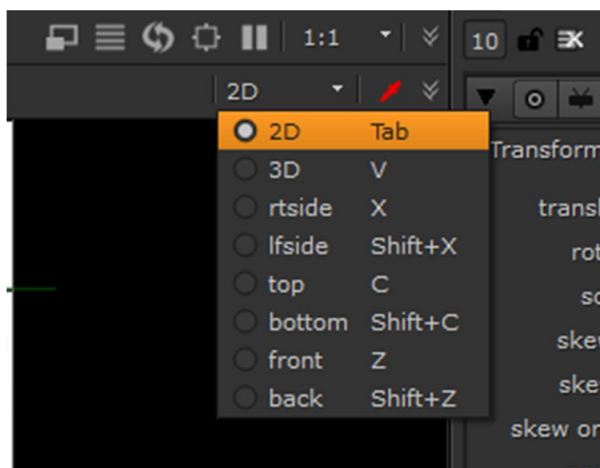 1:1
10
2D
2D Tab
3D V
rtside X
lfside Shift+X
top C
bottom Shift+C
front Z
back Shift+Z
Transform
transl
rot
sc
skew
ske
skew or